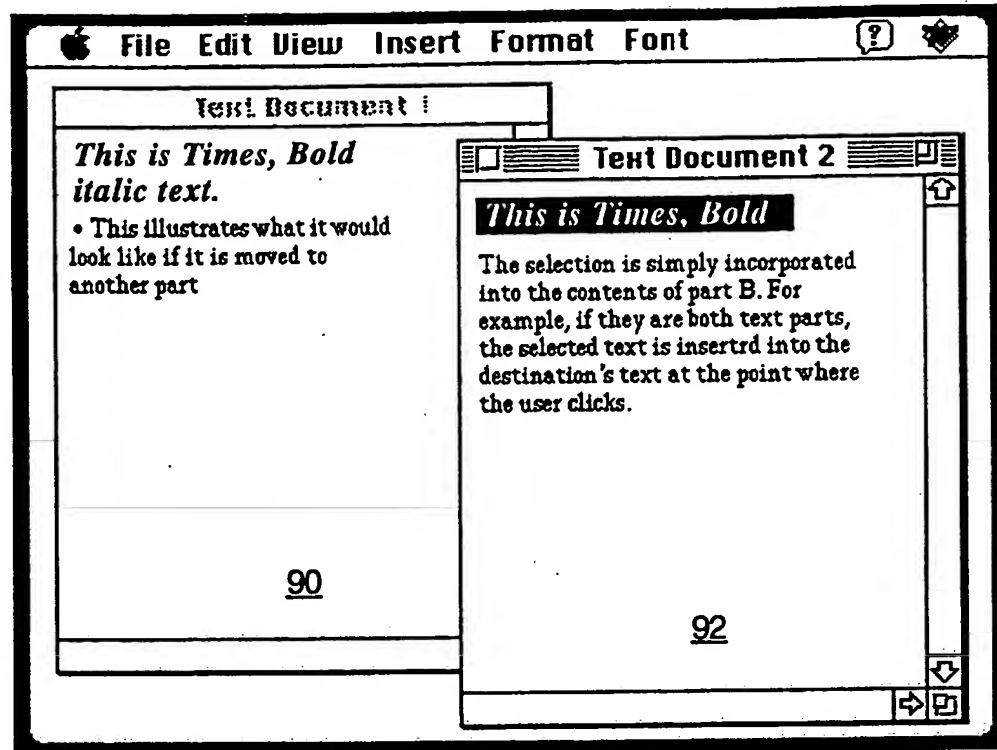 File Edit View Insert Format Font
Text Document 1
This is Times, Bold
italic text.
• This illustrates what it would
look like if it is moved to
another part
90
Text Document 2
This is Times, Bold
The selection is simply incorporated
into the contents of part B. For
example, if they are both text parts,
the selected text is insertrd into the
destination's text at the point where
the user clicks.
92